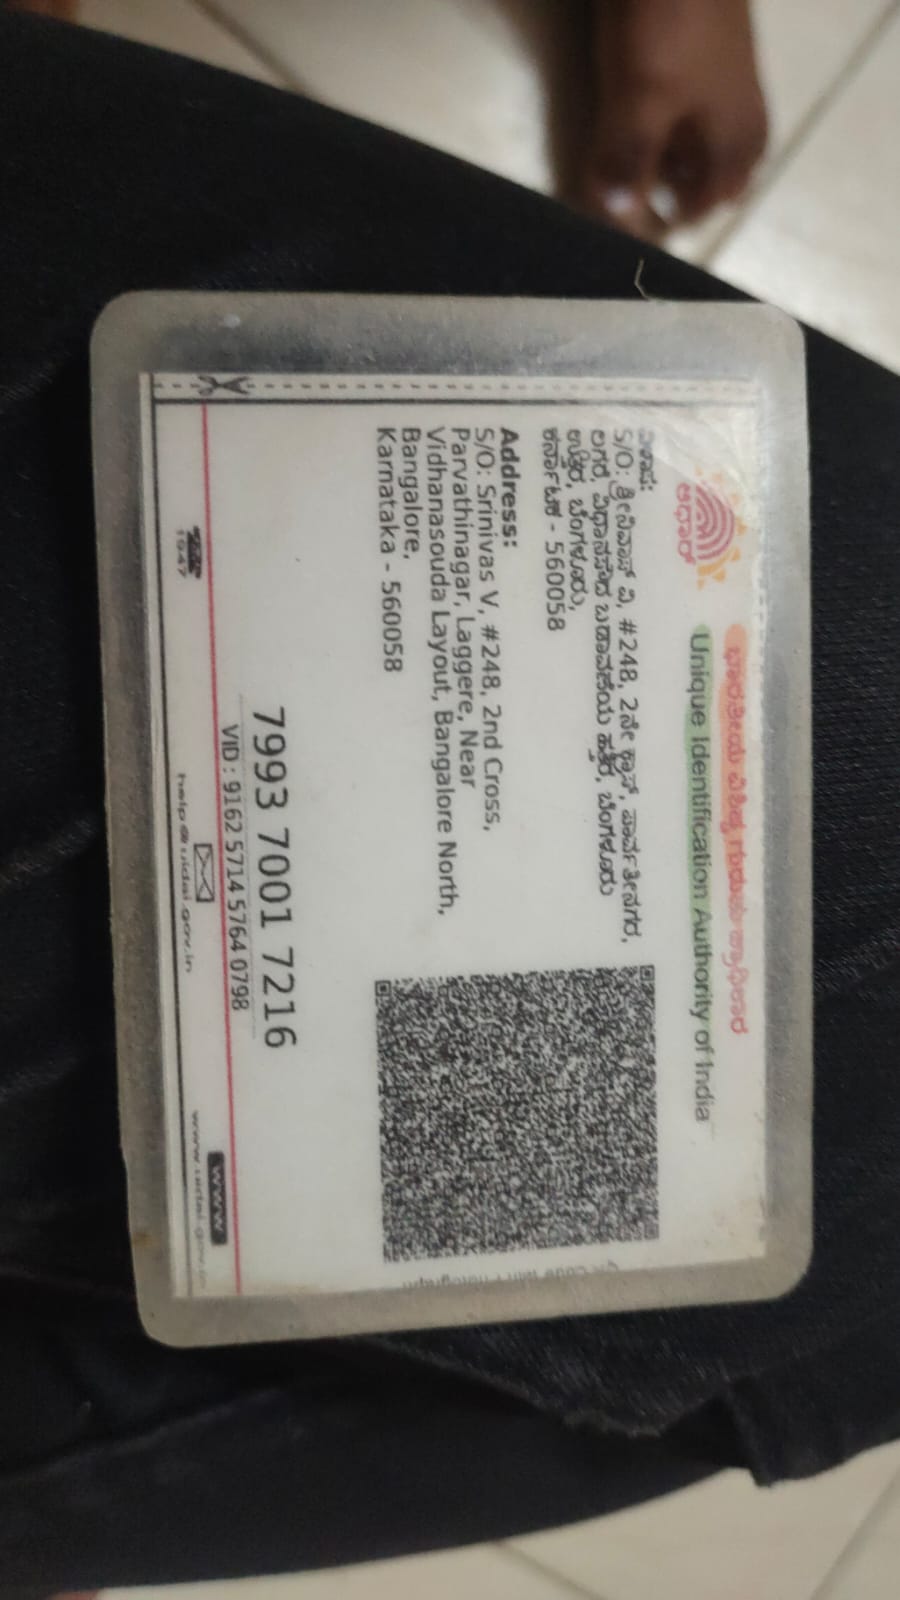 ಭಾರತೀಯ ವಿಶಿಷ್ಟ ಗುರುತು ಪ್ರಾಧಿಕಾರ
Unique Identification Authority of India
ಆಧಾರ್
ವಿಳಾಸ:
S/O: ಶ್ರೀನಿವಾಸ್ ವಿ, #248, 2ನೇ ಕ್ರಾಸ್, ಪಾರ್ವತೀನಗರ,
ಲಗ್ಗೆರೆ, ವಿಧಾನಸೌಧ ಬಡಾವಣೆಯ ಹತ್ತಿರ, ಬೆಂಗಳೂರು
ಉತ್ತರ, ಬೆಂಗಳೂರು,
ಕರ್ನಾಟಕ - 560058
Address:
S/O: Srinivas V, #248, 2nd Cross,
Parvathinagar, Laggere, Near
Vidhanasouda Layout, Bangalore North,
Bangalore,
Karnataka - 560058
7993 7001 7216
VID : 9162 5714 5764 0798
1947
help@uidai.gov.in
www
www.uidai.gov.in